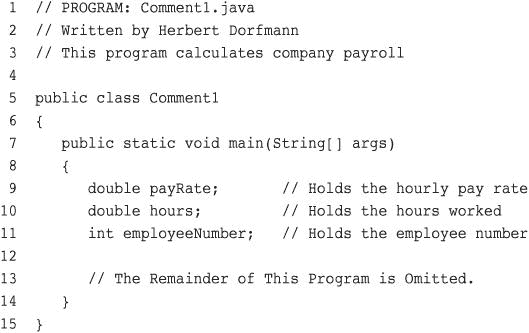 1 // PROGRAM: Comment1.java
2 // Written by Herbert Dorfmann
3 // This program calculates company payroll
4
5 public class Comment1
6 {
7    public static void main(String[] args)
8    {
9       double payRate;       // Holds the hourly pay rate
10       double hours;         // Holds the hours worked
11       int employeeNumber;   // Holds the employee number
12
13       // The Remainder of This Program is Omitted.
14    }
15 }